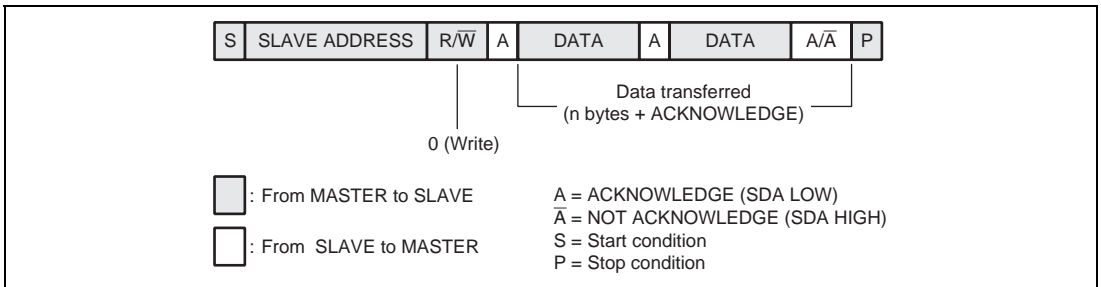 S SLAVE ADDRESS R/W̅ A DATA A DATA A/A̅ P
Data transferred
(n bytes + ACKNOWLEDGE)
0 (Write)
: From MASTER to SLAVE
: From SLAVE to MASTER
A = ACKNOWLEDGE (SDA LOW)
A̅ = NOT ACKNOWLEDGE (SDA HIGH)
S = Start condition
P = Stop condition